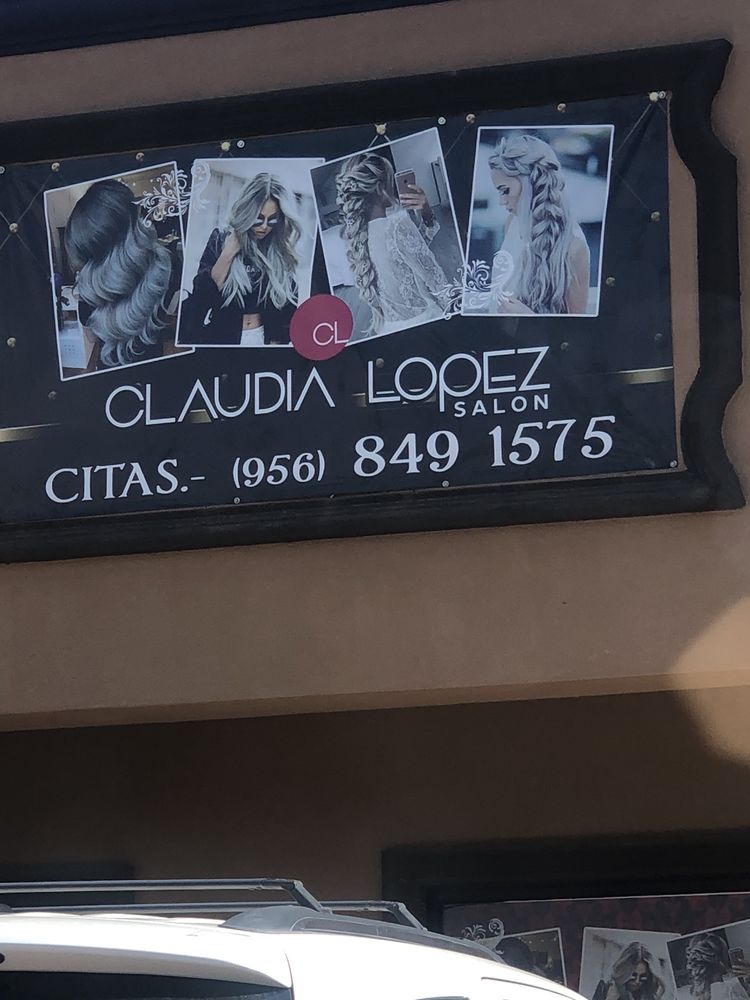 CL
CLAUDIA LOPEZ
SALON
CITAS.- (956) 849 1575